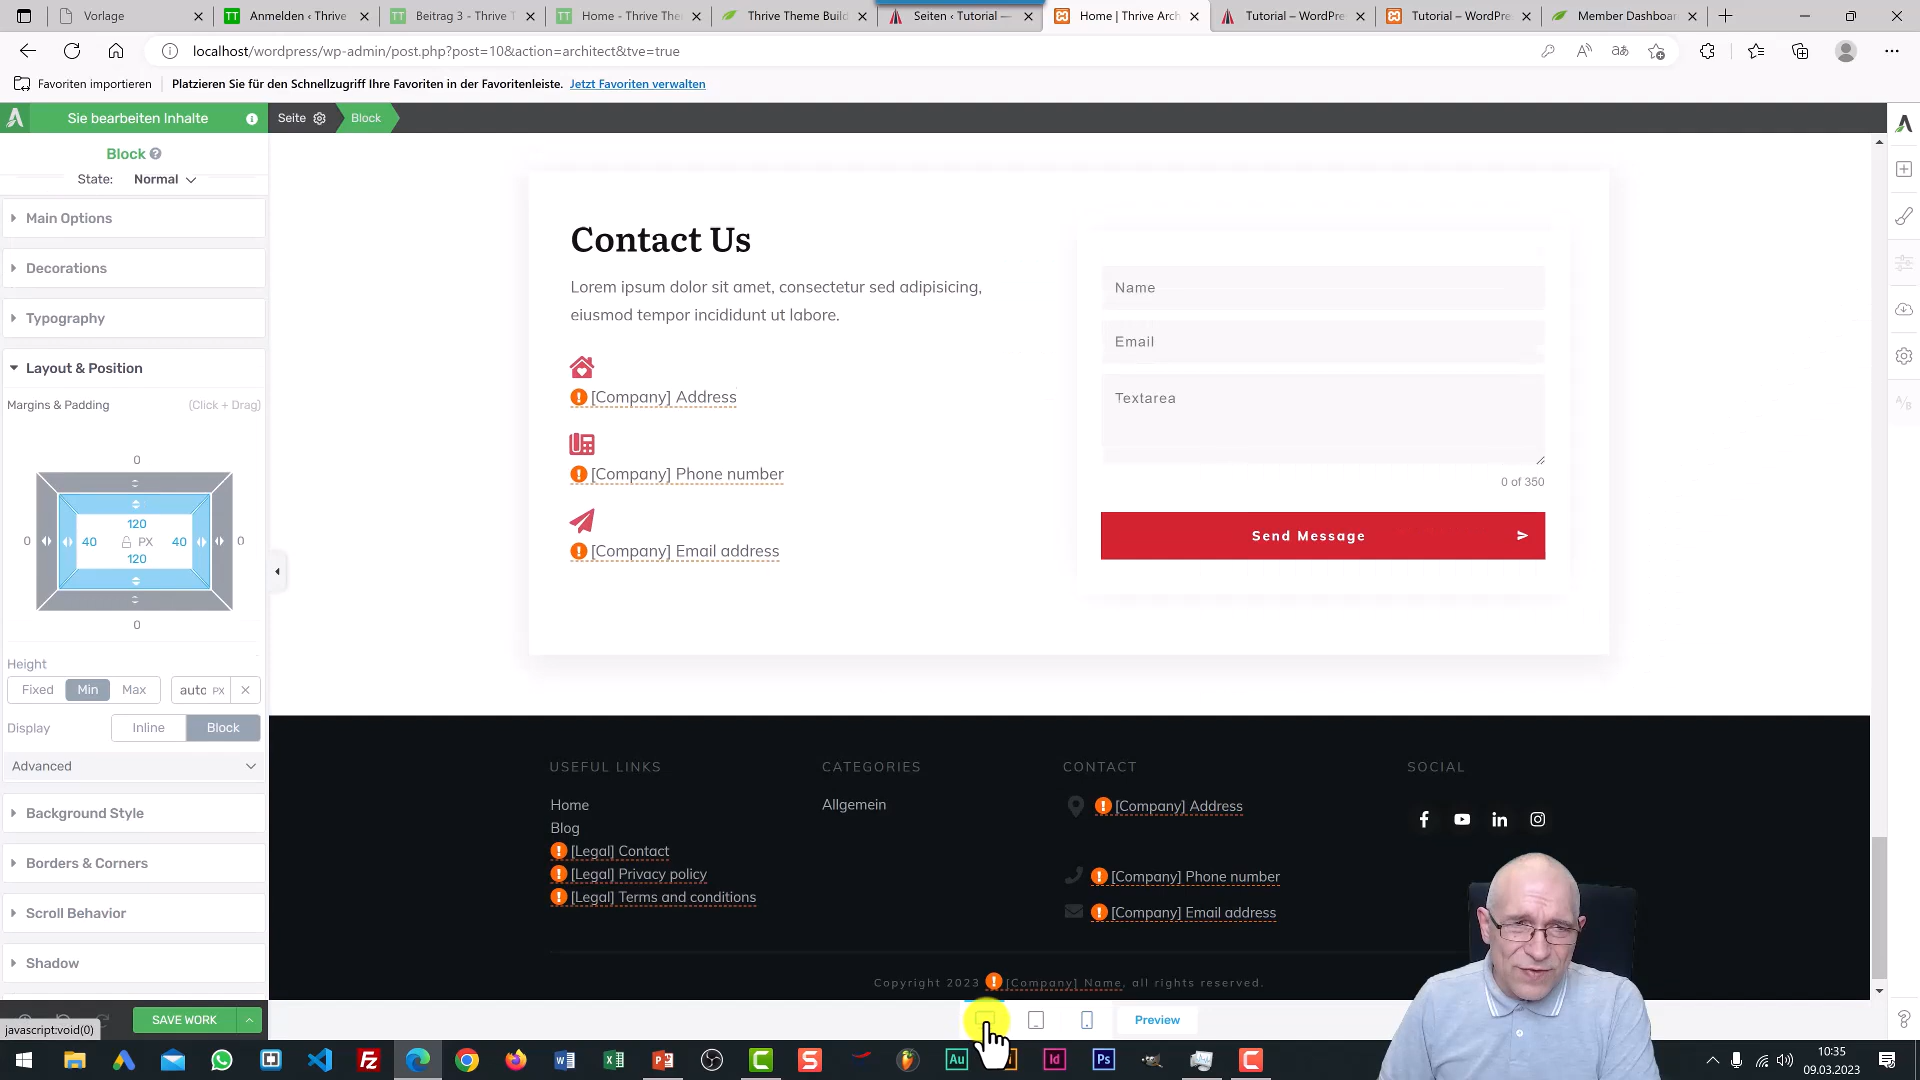 Vorlage
Anmelden ‹ Thrive
Beitrag 3 - Thrive T
Home - Thrive Ther
Thrive Theme Build
Seiten ‹ Tutorial —
Home | Thrive Arch
Tutorial – WordPre
Tutorial – WordPre
Member Dashboar
localhost/wordpress/wp-admin/post.php?post=10&action=architect&tve=true
Favoriten importieren
Platzieren Sie für den Schnellzugriff Ihre Favoriten in der Favoritenleiste. Jetzt Favoriten verwalten
Sie bearbeiten Inhalte
Seite
Block
Block
State: Normal
Main Options
Decorations
Typography
Layout & Position
Margins & Padding (Click + Drag)
0
120
0 40 PX 40 0
120
0
Height
Fixed Min Max auto PX
Display Inline Block
Advanced
Background Style
Borders & Corners
Scroll Behavior
Shadow
SAVE WORK
javascript:void(0)
Contact Us
Lorem ipsum dolor sit amet, consectetur sed adipisicing,
eiusmod tempor incididunt ut labore.
[Company] Address
[Company] Phone number
[Company] Email address
Name
Email
Textarea
0 of 350
Send Message
USEFUL LINKS
Home
Blog
[Legal] Contact
[Legal] Privacy policy
[Legal] Terms and conditions
CATEGORIES
Allgemein
CONTACT
[Company] Address
[Company] Phone number
[Company] Email address
SOCIAL
Copyright 2023 [Company] Name, all rights reserved.
Preview
A/B
Au
Id
Ps
10:35
09.03.2023